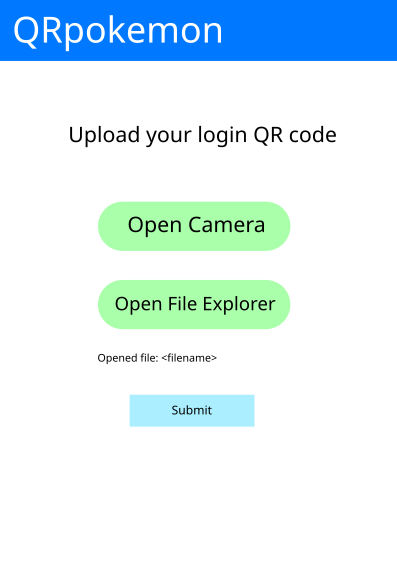 QRpokemon
Upload your login QR code
Open Camera
Open File Explorer
Opened file: <filename>
Submit